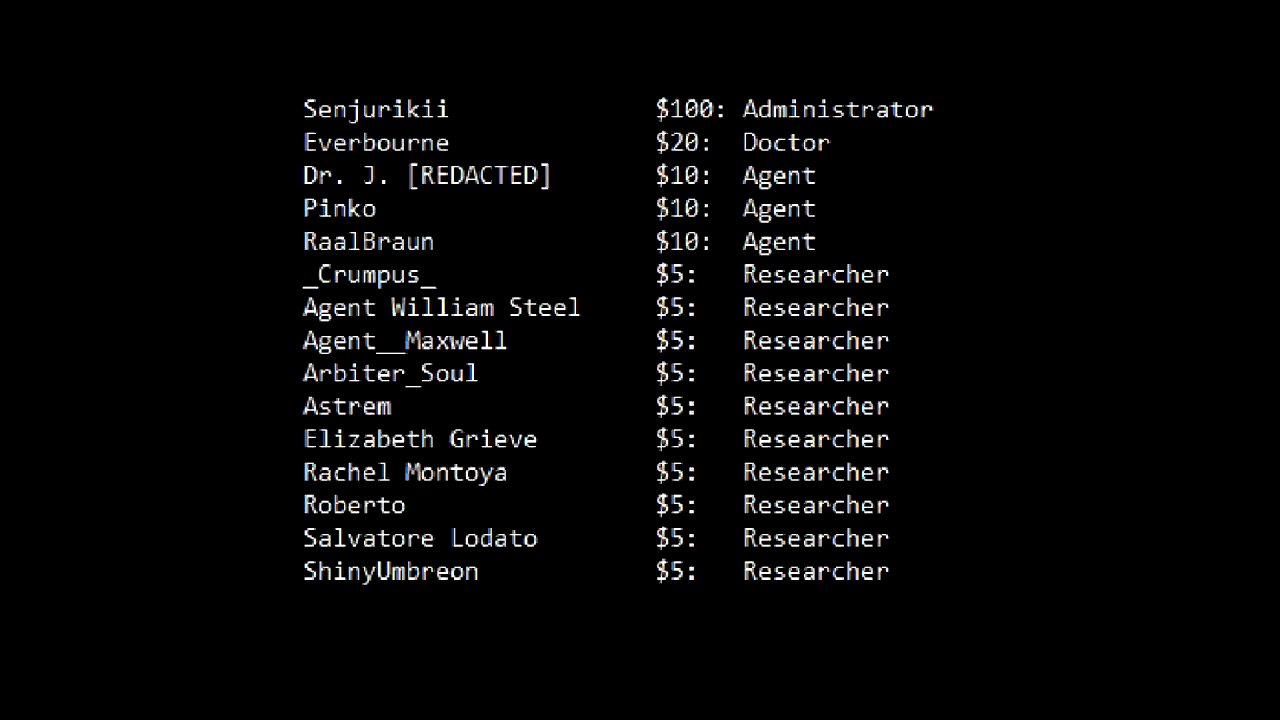 Senjurikii $100: Administrator
Everbourne $20: Doctor
Dr. J. [REDACTED] $10: Agent
Pinko $10: Agent
RaalBraun $10: Agent
_Crumpus_ $5: Researcher
Agent William Steel $5: Researcher
Agent__Maxwell $5: Researcher
Arbiter_Soul $5: Researcher
Astrem $5: Researcher
Elizabeth Grieve $5: Researcher
Rachel Montoya $5: Researcher
Roberto $5: Researcher
Salvatore Lodato $5: Researcher
ShinyUmbreon $5: Researcher